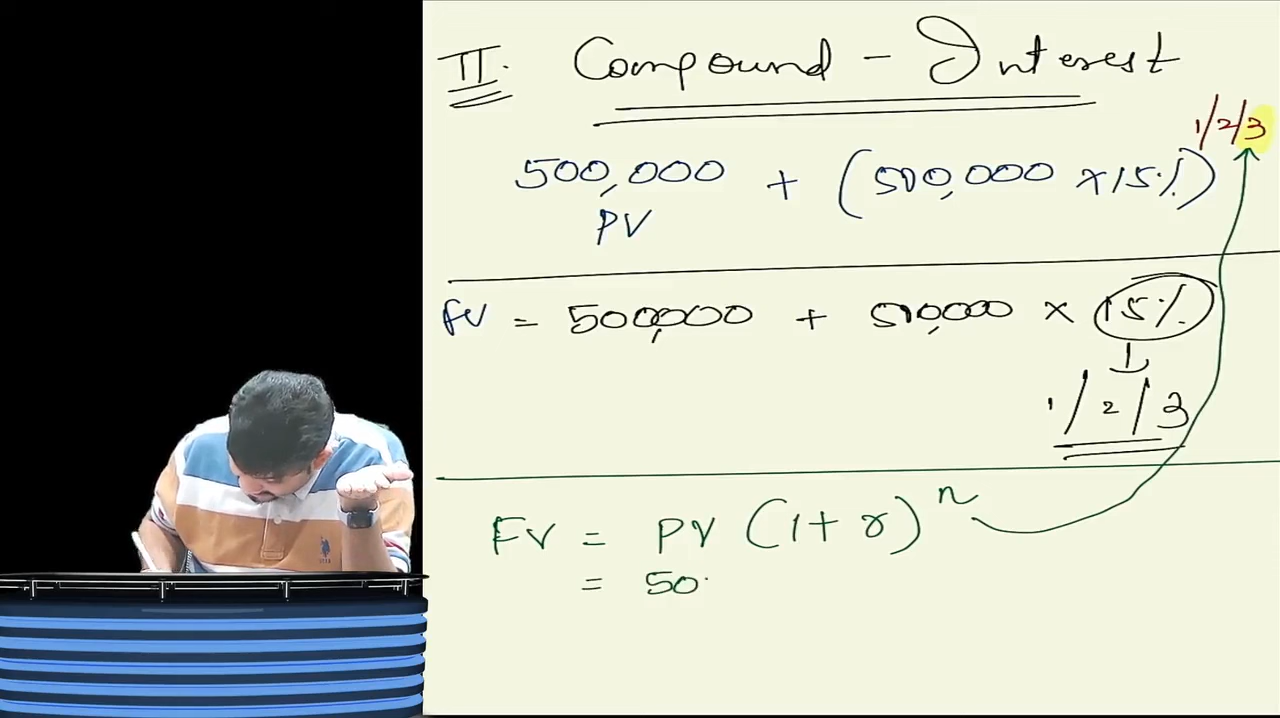 II. Compound - Interest
1/2/3
500,000 + (500,000 x 15%)
PV
FV = 500,000 + 500,000 x 15%
1/2/3
FV = PV (1 + r)^n
= 50